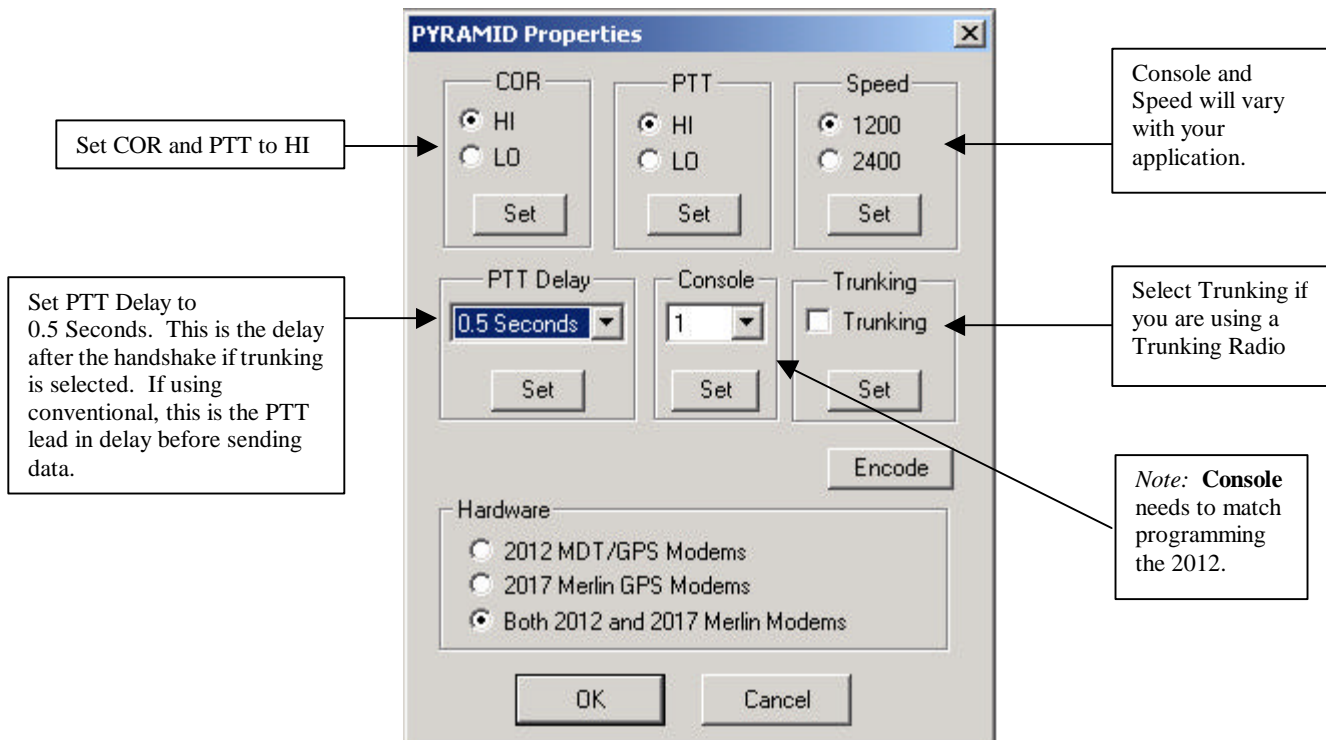 PYRAMID Properties
COR
HI
LO
Set
PTT
HI
LO
Set
Speed
1200
2400
Set
Set COR and PTT to HI
Console and
Speed will vary
with your
application.
PTT Delay
0.5 Seconds
Set
Console
1
Set
Trunking
Trunking
Set
Set PTT Delay to
0.5 Seconds. This is the delay
after the handshake if trunking
is selected. If using
conventional, this is the PTT
lead in delay before sending
data.
Select Trunking if
you are using a
Trunking Radio
Encode
Note: Console
needs to match
programming
the 2012.
Hardware
2012 MDT/GPS Modems
2017 Merlin GPS Modems
Both 2012 and 2017 Merlin Modems
OK
Cancel